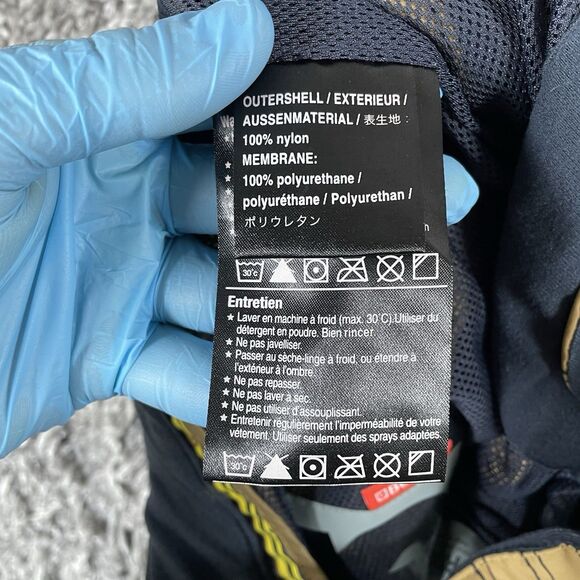 OUTERSHELL / EXTERIEUR /
AUSSENMATERIAL / 表生地 :
100% nylon
MEMBRANE:
100% polyurethane /
polyuréthane / Polyurethan /
ポリウレタン
30°c
Entretien
★ Laver en machine à froid (max. 30°C).Utiliser du
détergent en poudre. Bien rincer.
★ Ne pas javelliser.
★ Passer au sèche-linge à froid, ou étendre à
l'extérieur à l'ombre.
★ Ne pas repasser.
★ Ne pas laver à sec.
★ Ne pas utiliser d'assouplissant.
★ Entretenir régulièrement l'imperméabilité de votre
vêtement. Utiliser seulement des sprays adaptées.
30°c